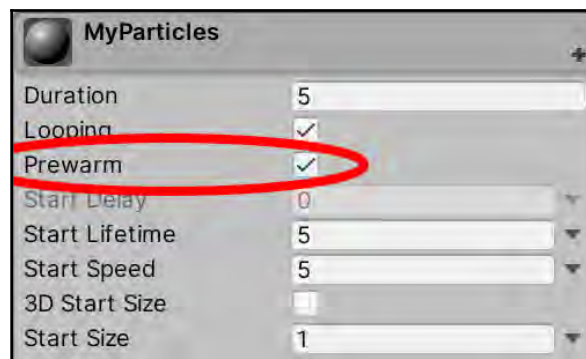 MyParticles
Duration 5
Looping
Prewarm
Start Delay 0
Start Lifetime 5
Start Speed 5
3D Start Size
Start Size 1